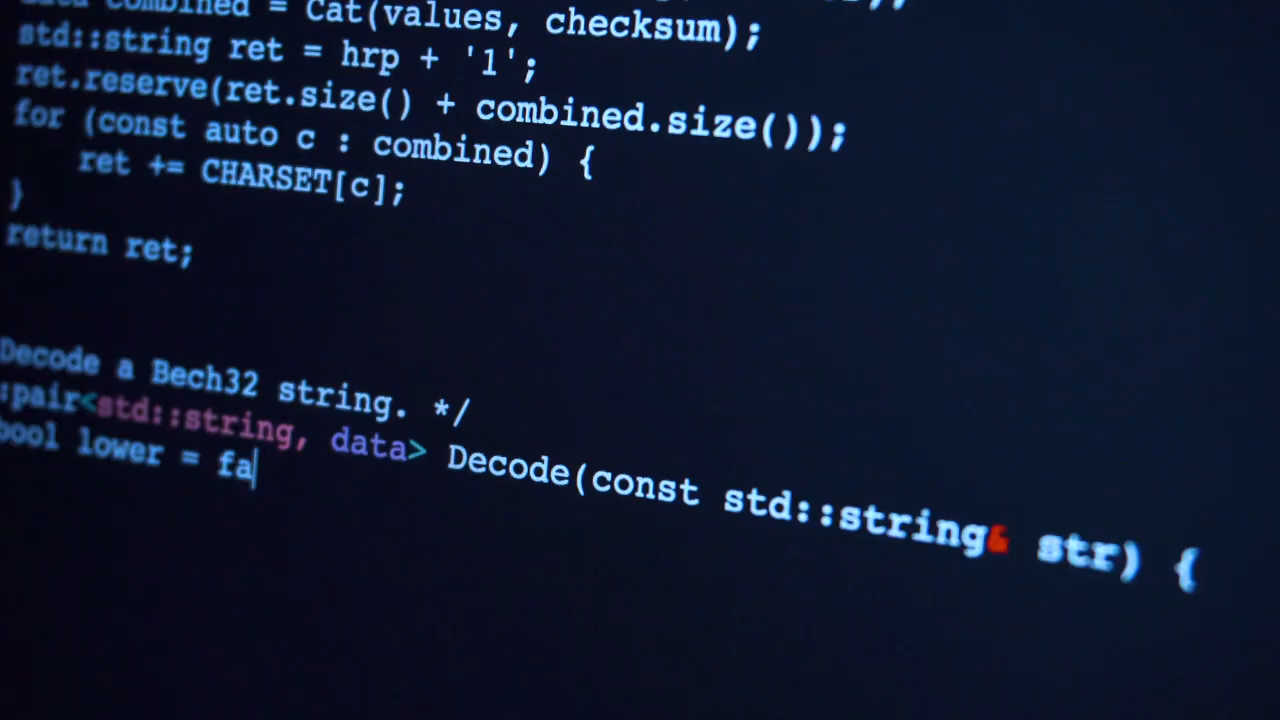 combined = Cat(values, checksum);
std::string ret = hrp + '1';
ret.reserve(ret.size() + combined.size());
for (const auto c : combined) {
ret += CHARSET[c];
}
return ret;
Decode a Bech32 string. */
:pair<std::string, data> Decode(const std::string& str) {
bool lower = fa